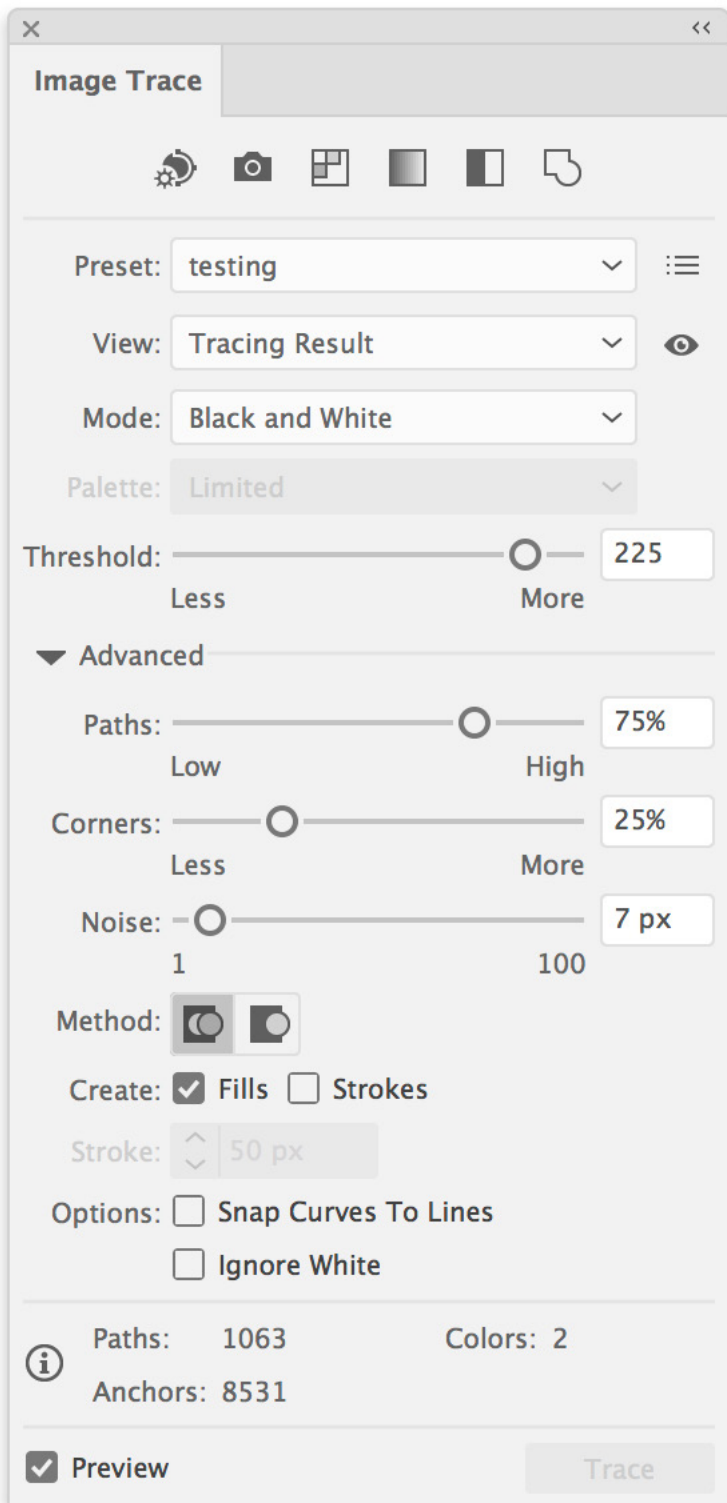 Image Trace
Preset: testing
View: Tracing Result
Mode: Black and White
Palette: Limited
Threshold: 225
Less More
Advanced
Paths: 75%
Low High
Corners: 25%
Less More
Noise: 7 px
1 100
Method:
Create: Fills Strokes
Stroke: 50 px
Options: Snap Curves To Lines
Ignore White
Paths: 1063 Colors: 2
Anchors: 8531
Preview Trace